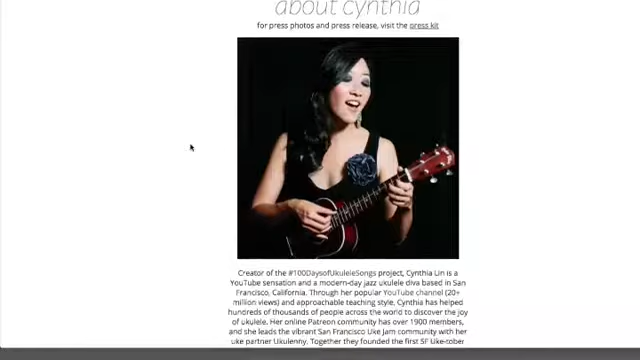 about cynthia
for press photos and press release, visit the press kit
Creator of the #100DaysofUkuleleSongs project, Cynthia Lin is a
YouTube sensation and a modern-day jazz ukulele diva based in San
Francisco, California. Through her popular YouTube channel (20+
million views) and approachable teaching style, Cynthia has helped
hundreds of thousands of people across the world to discover the joy
of ukulele. Her online Patreon community has over 1900 members,
and she leads the vibrant San Francisco Uke Jam community with her
uke partner Ukulenny. Together they founded the first SF Uke-tober